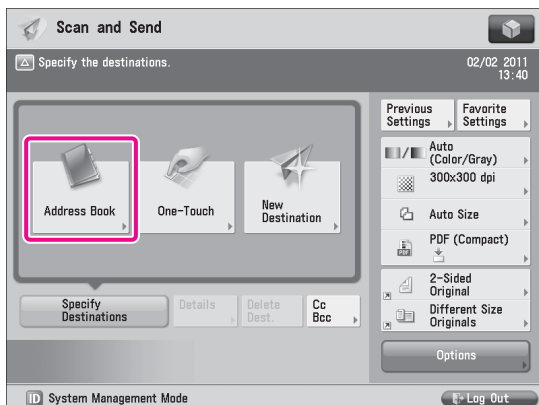 Scan and Send
Specify the destinations.
02/02 2011
13:40
Previous Settings
Favorite Settings
Address Book
One-Touch
New Destination
Auto (Color/Gray)
300x300 dpi
Auto Size
PDF (Compact)
PDF
2-Sided Original
Different Size Originals
Specify Destinations
Details
Delete Dest.
Cc Bcc
Options
ID System Management Mode
Log Out